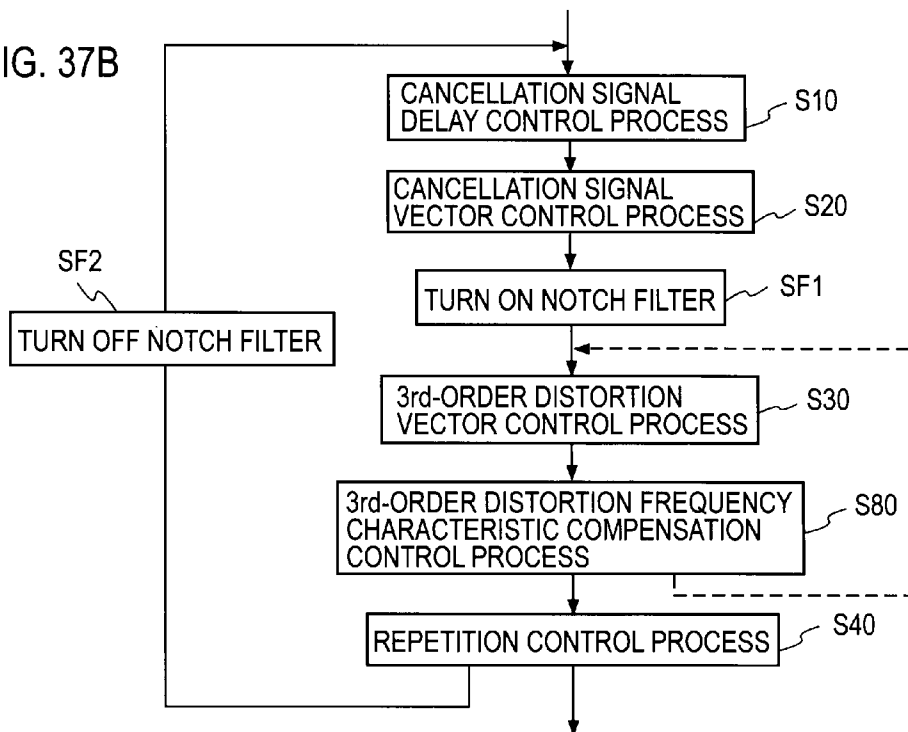 IG. 37B
CANCELLATION SIGNAL
DELAY CONTROL PROCESS
S10
CANCELLATION SIGNAL
VECTOR CONTROL PROCESS
S20
SF2
TURN ON NOTCH FILTER
SF1
TURN OFF NOTCH FILTER
3rd-ORDER DISTORTION
VECTOR CONTROL PROCESS
S30
3rd-ORDER DISTORTION FREQUENCY
CHARACTERISTIC COMPENSATION
CONTROL PROCESS
S80
REPETITION CONTROL PROCESS
S40